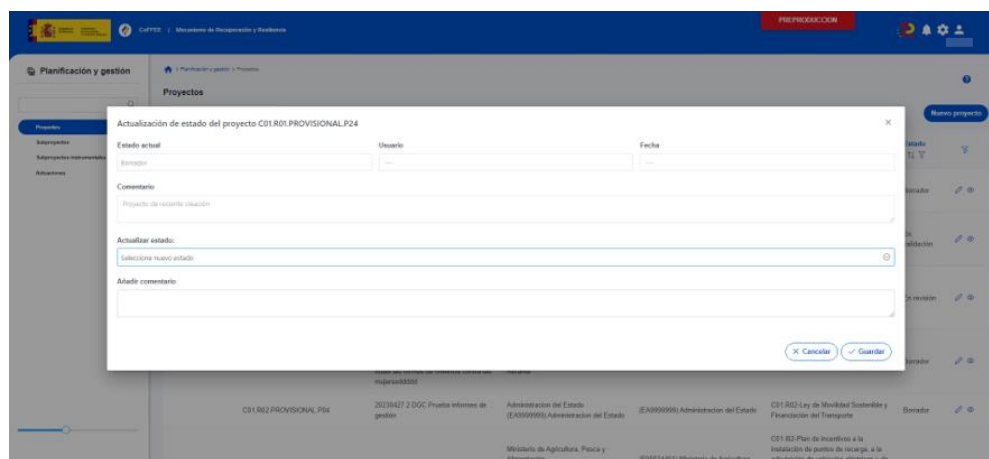 PREPRODUCCION
CoFFEE | Mecanismo de Recuperación y Resiliencia
Planificación y gestión
> Planificación y gestión > Proyectos
Proyectos
Nuevo proyecto
Proyectos
Subproyectos
Subproyectos instrumentales
Actuaciones
Actualización de estado del proyecto C01.R01.PROVISIONAL.P24
Estado actual
Usuario
Fecha
Borrador
---
---
Comentario
Proyecto de reciente creación
Actualizar estado:
Seleccione nuevo estado
Añadir comentario
Cancelar
Guardar
Estado
Borrador
validación
En revisión
Borrador
C01.R02.PROVISIONAL.P04
20230427 2 DGC Prueba informes de
gestión
Administracion del Estado
(EA9999999) Administracion del Estado
(EA9999999) Administracion del Estado
C01.R02-Ley de Movilidad Sostenible y
Financiación del Transporte
Borrador
Ministerio de Agricultura, Pesca y
C01.R02-Plan de incentivos a la
instalación de puntos de recarga, a la